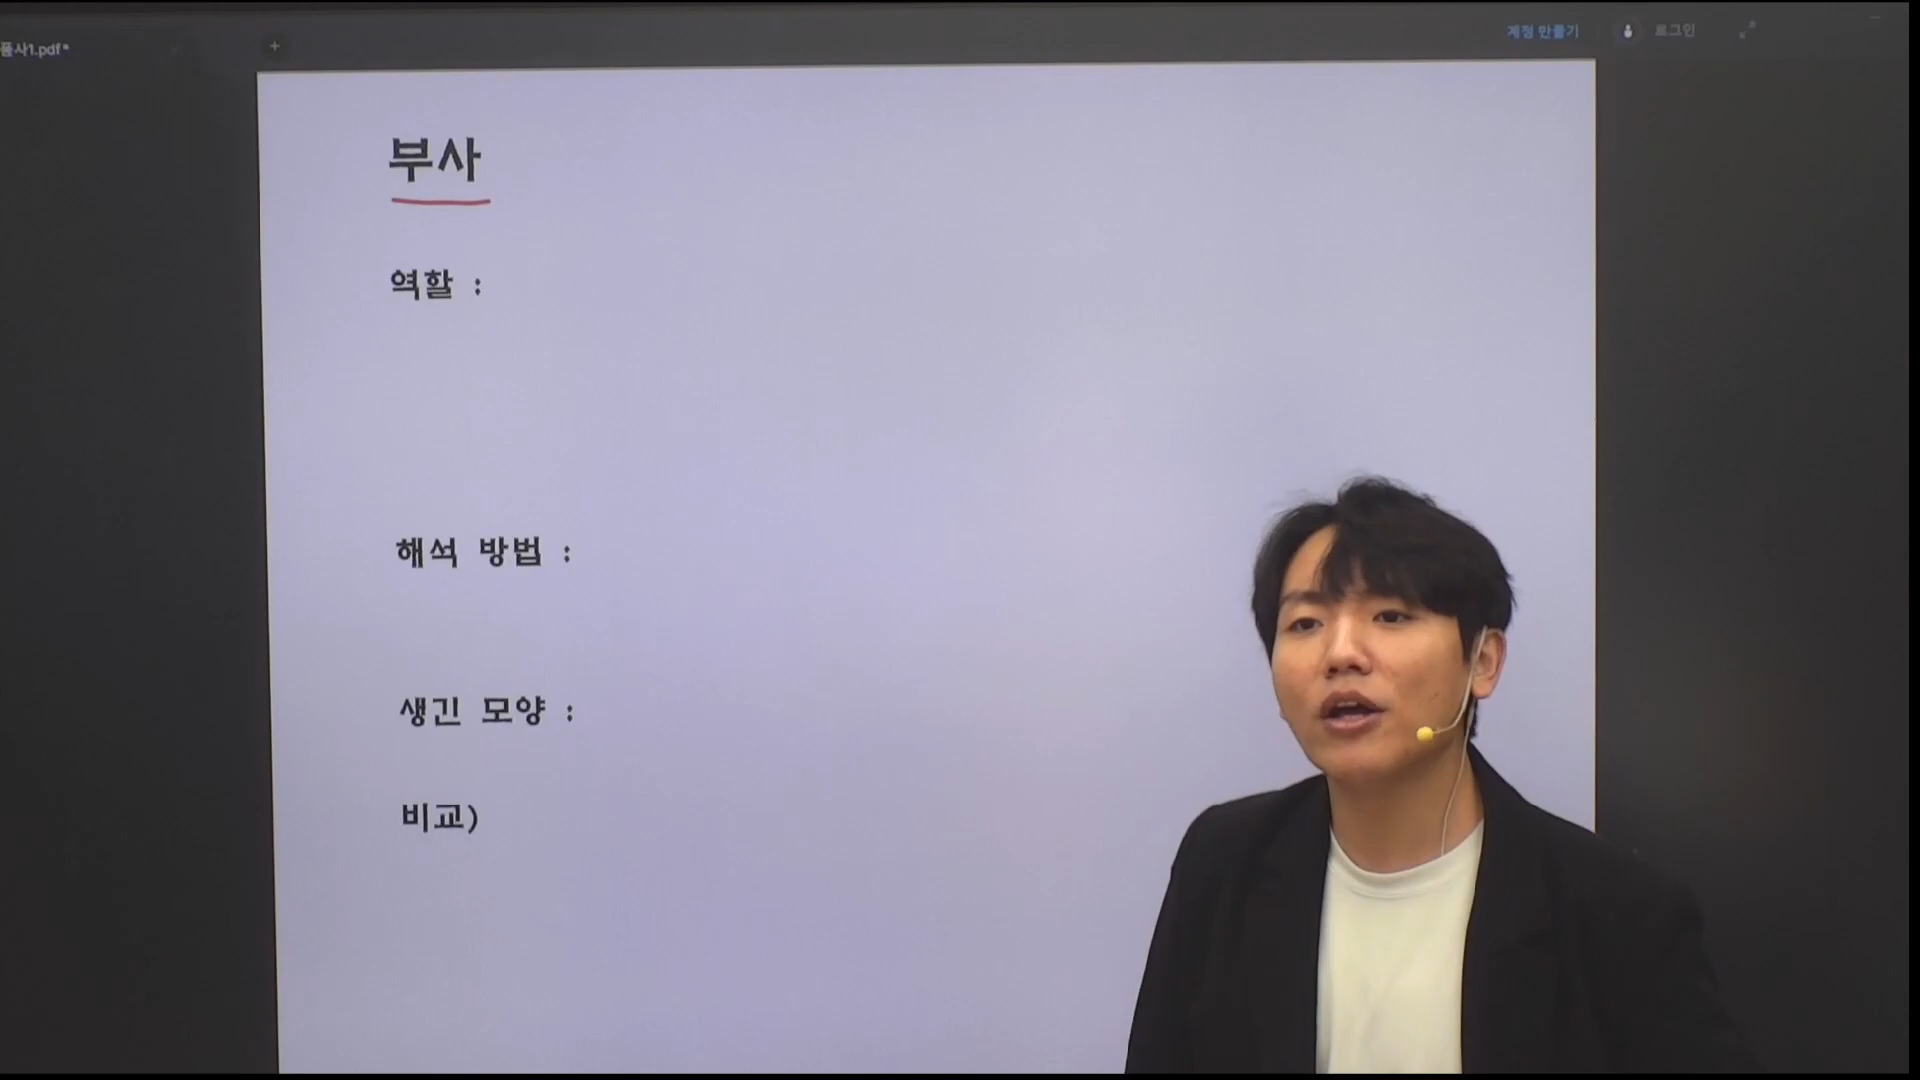 품사1.pdf*
+
계정 만들기 로그인
부사
역할 :
해석 방법 :
생긴 모양 :
비교)